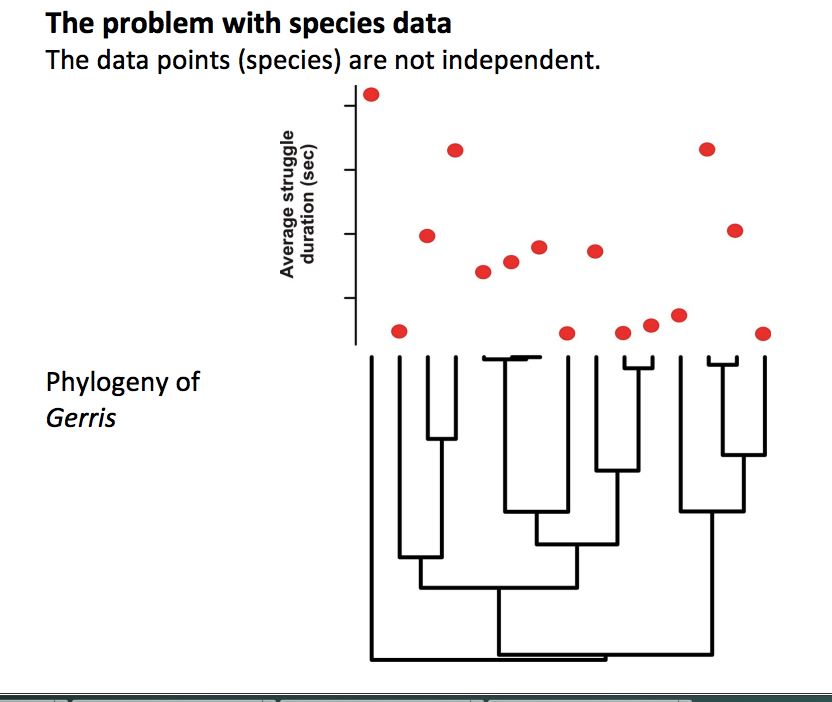 The problem with species data
The data points (species) are not independent.
Average struggle
duration (sec)
Phylogeny of
Gerris